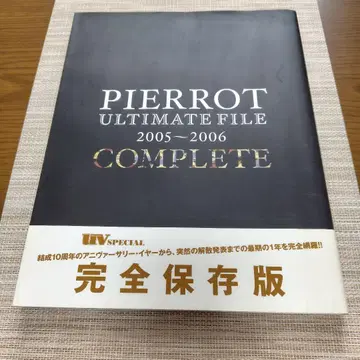 PIERROT
ULTIMATE FILE
2005～2006
COMPLETE
uv SPECIAL
結成10周年のアニヴァーサリー・イヤーから、突然の解散発表までの最期の1年を完全網羅!!
完全保存版